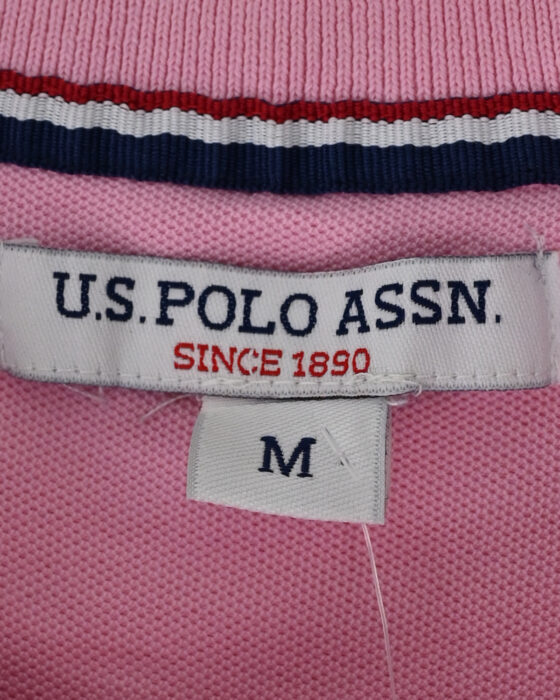 U.S. POLO ASSN.
SINCE 1890
M